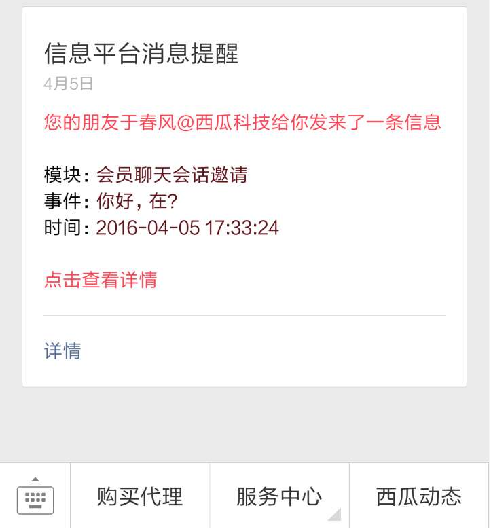 信息平台消息提醒
4月5日
您的朋友于春风@西瓜科技给你发来了一条信息
模块：会员聊天会话邀请
事件：你好，在？
时间：2016-04-05 17:33:24
点击查看详情
详情
购买代理 服务中心 西瓜动态